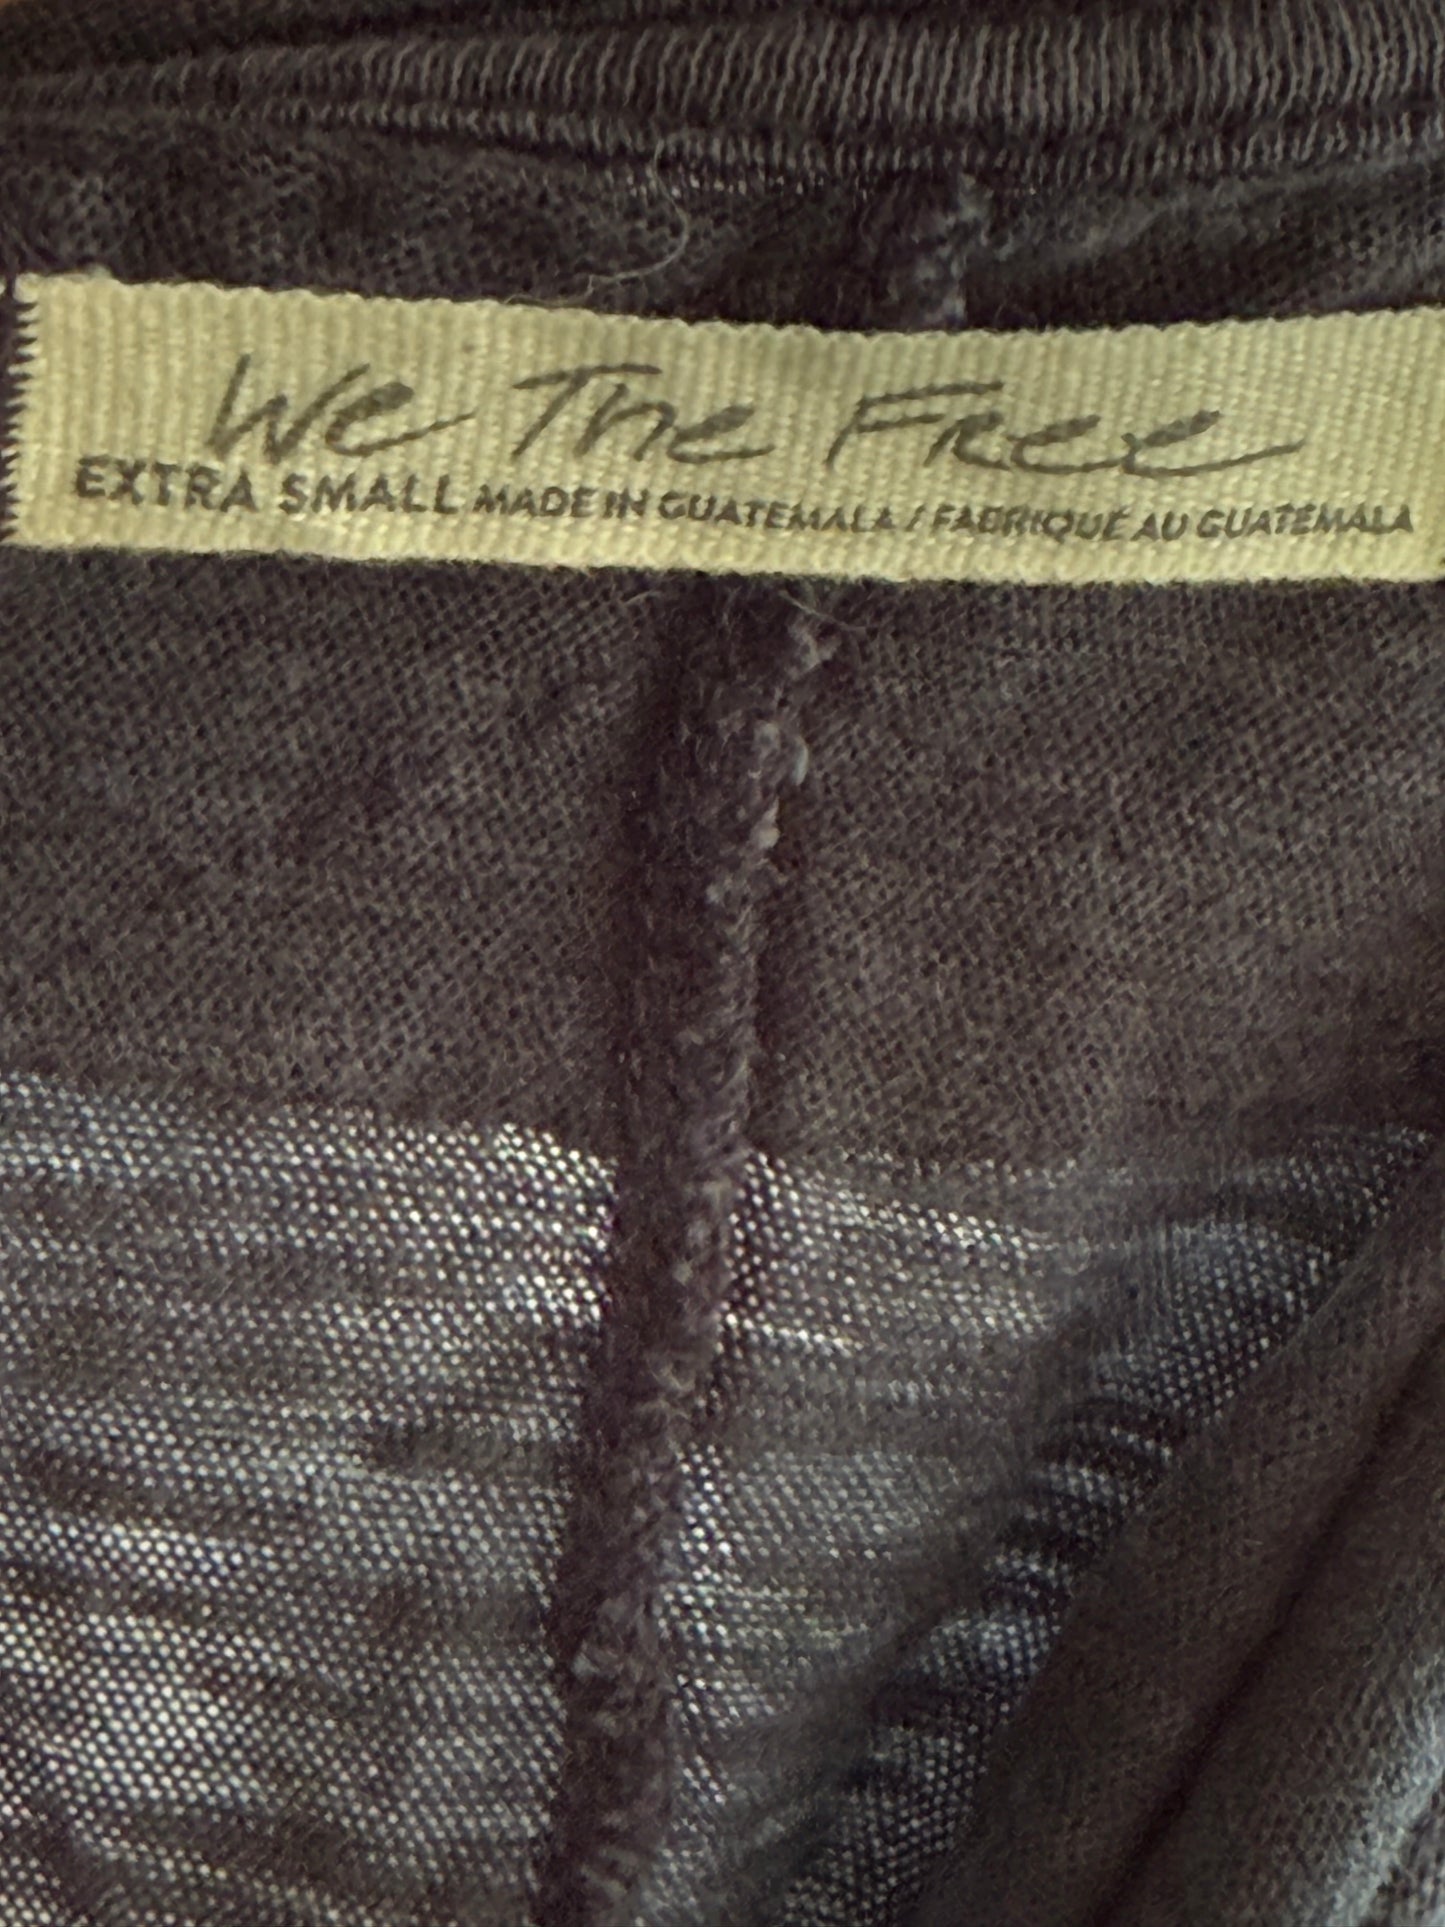 We The Free
EXTRA SMALL MADE IN GUATEMALA / FABRIQUÉ AU GUATEMALA